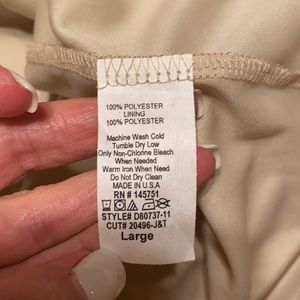 100% POLYESTER
LINING
100% POLYESTER
Machine Wash Cold
Tumble Dry Low
Only Non-Chlorine Bleach
When Needed
Warm Iron When Need
Do Not Dry Clean
MADE IN U.S.A
RN # 145751
STYLE# D80737-11
CUT# 20496-J&T
Large